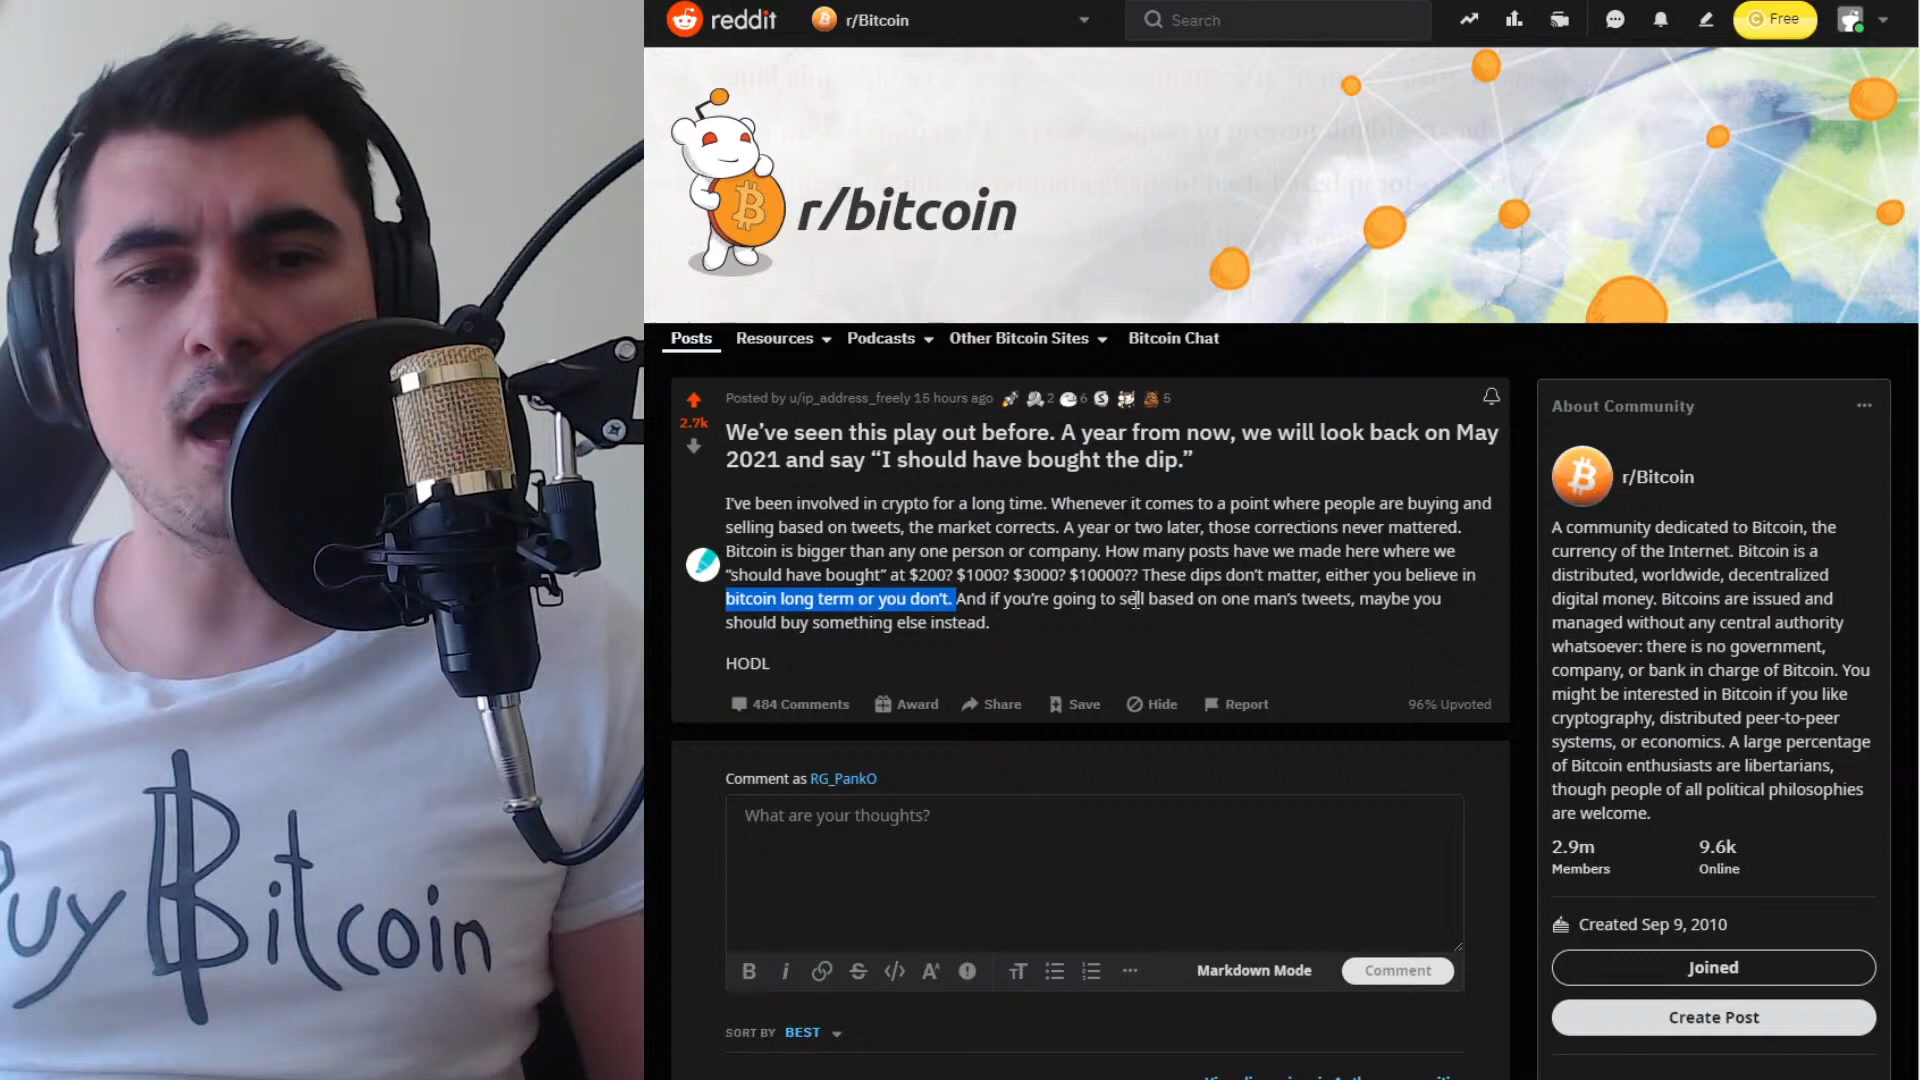 reddit
r/Bitcoin
Search
Free
r/bitcoin
Posts
Resources
Podcasts
Other Bitcoin Sites
Bitcoin Chat
Posted by u/ip_address_freely 15 hours ago
2
6
5
2.7k
We’ve seen this play out before. A year from now, we will look back on May
2021 and say “I should have bought the dip.”
I’ve been involved in crypto for a long time. Whenever it comes to a point where people are buying and
selling based on tweets, the market corrects. A year or two later, those corrections never mattered.
Bitcoin is bigger than any one person or company. How many posts have we made here where we
“should have bought” at $200? $1000? $3000? $10000?? These dips don’t matter, either you believe in
bitcoin long term or you don’t. And if you’re going to sell based on one man’s tweets, maybe you
should buy something else instead.
HODL
484 Comments
Award
Share
Save
Hide
Report
96% Upvoted
Comment as RG_PankO
What are your thoughts?
Markdown Mode
Comment
SORT BY BEST
About Community
r/Bitcoin
A community dedicated to Bitcoin, the
currency of the Internet. Bitcoin is a
distributed, worldwide, decentralized
digital money. Bitcoins are issued and
managed without any central authority
whatsoever: there is no government,
company, or bank in charge of Bitcoin. You
might be interested in Bitcoin if you like
cryptography, distributed peer-to-peer
systems, or economics. A large percentage
of Bitcoin enthusiasts are libertarians,
though people of all political philosophies
are welcome.
2.9m
Members
9.6k
Online
Created Sep 9, 2010
Joined
Create Post
Buy Bitcoin